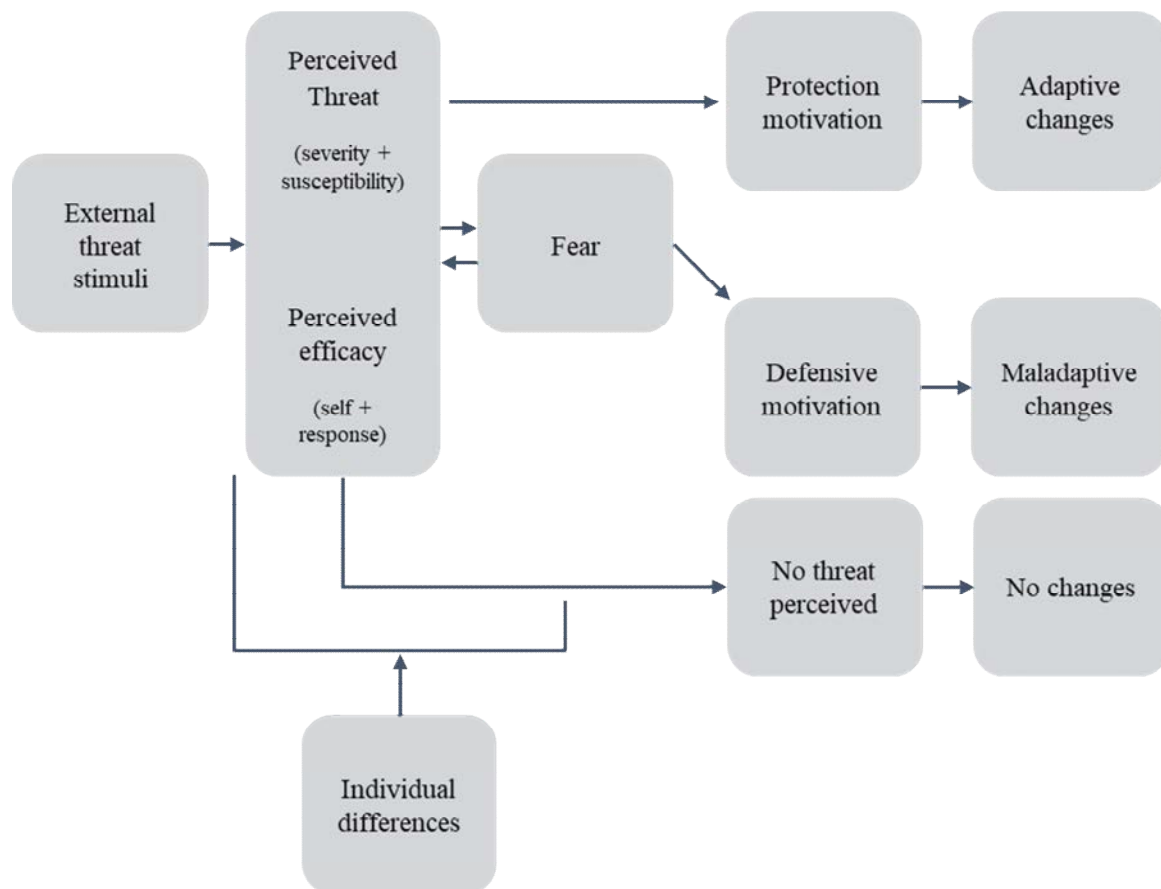 External
threat
stimuli
Perceived
Threat
(severity +
susceptibility)
Perceived
efficacy
(self +
response)
Fear
Protection
motivation
Adaptive
changes
Defensive
motivation
Maladaptive
changes
No threat
perceived
No changes
Individual
differences